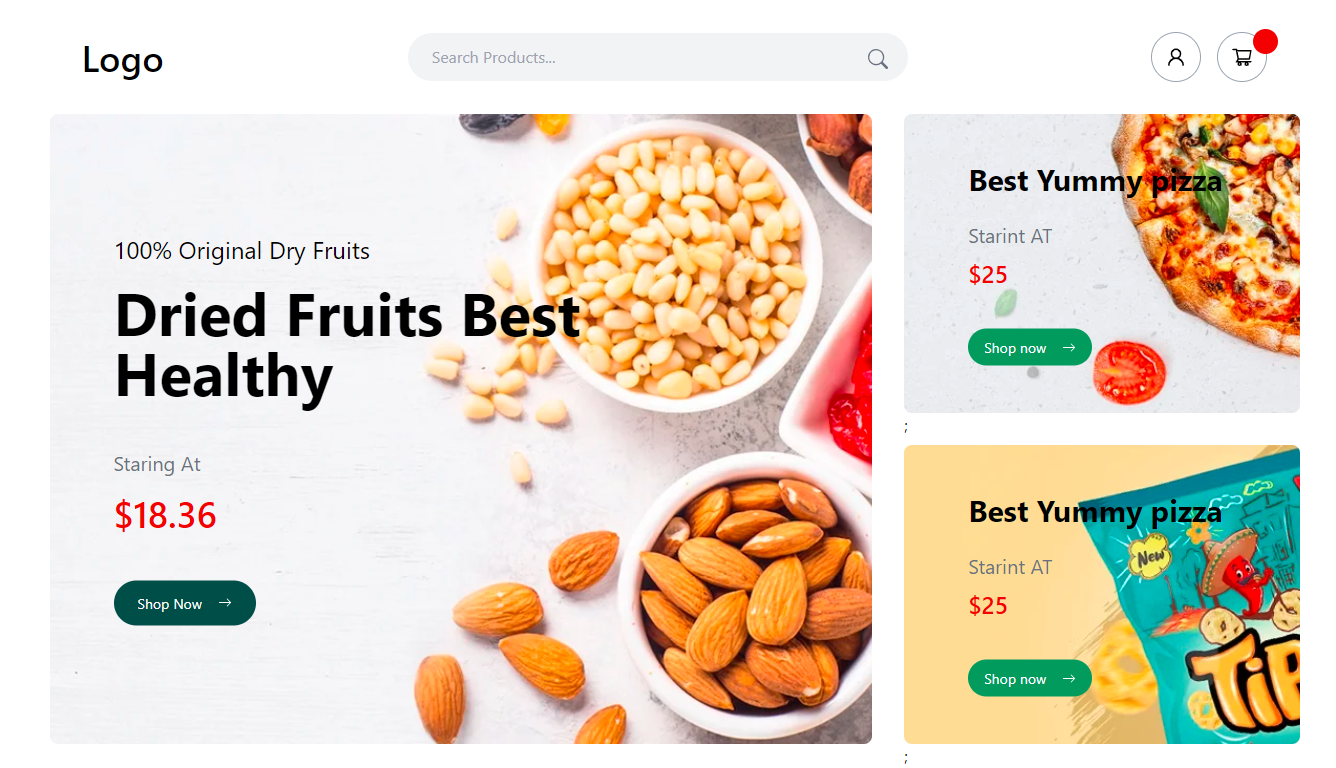 Logo
Search Products...
100% Original Dry Fruits
Dried Fruits Best
Healthy
Staring At
$18.36
Shop Now
Best Yummy pizza
Starint AT
$25
Shop now
;
Best Yummy pizza
Starint AT
$25
New
Shop now
;